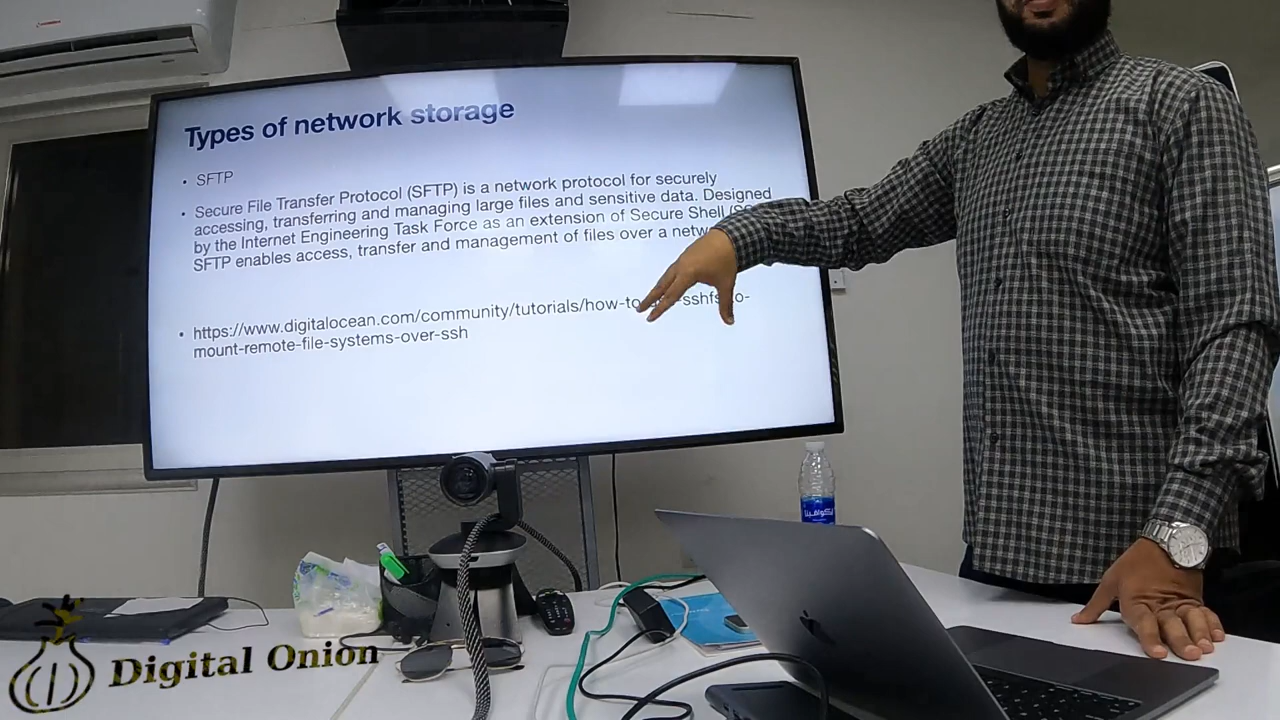 Types of network storage
• SFTP
• Secure File Transfer Protocol (SFTP) is a network protocol for securely
accessing, transferring and managing large files and sensitive data. Designed
by the Internet Engineering Task Force as an extension of Secure Shell
SFTP enables access, transfer and management of files over a
• https://www.digitalocean.com/community/tutorials/how-to- -sshfs-to-
mount-remote-file-systems-over-ssh
Digital Onion